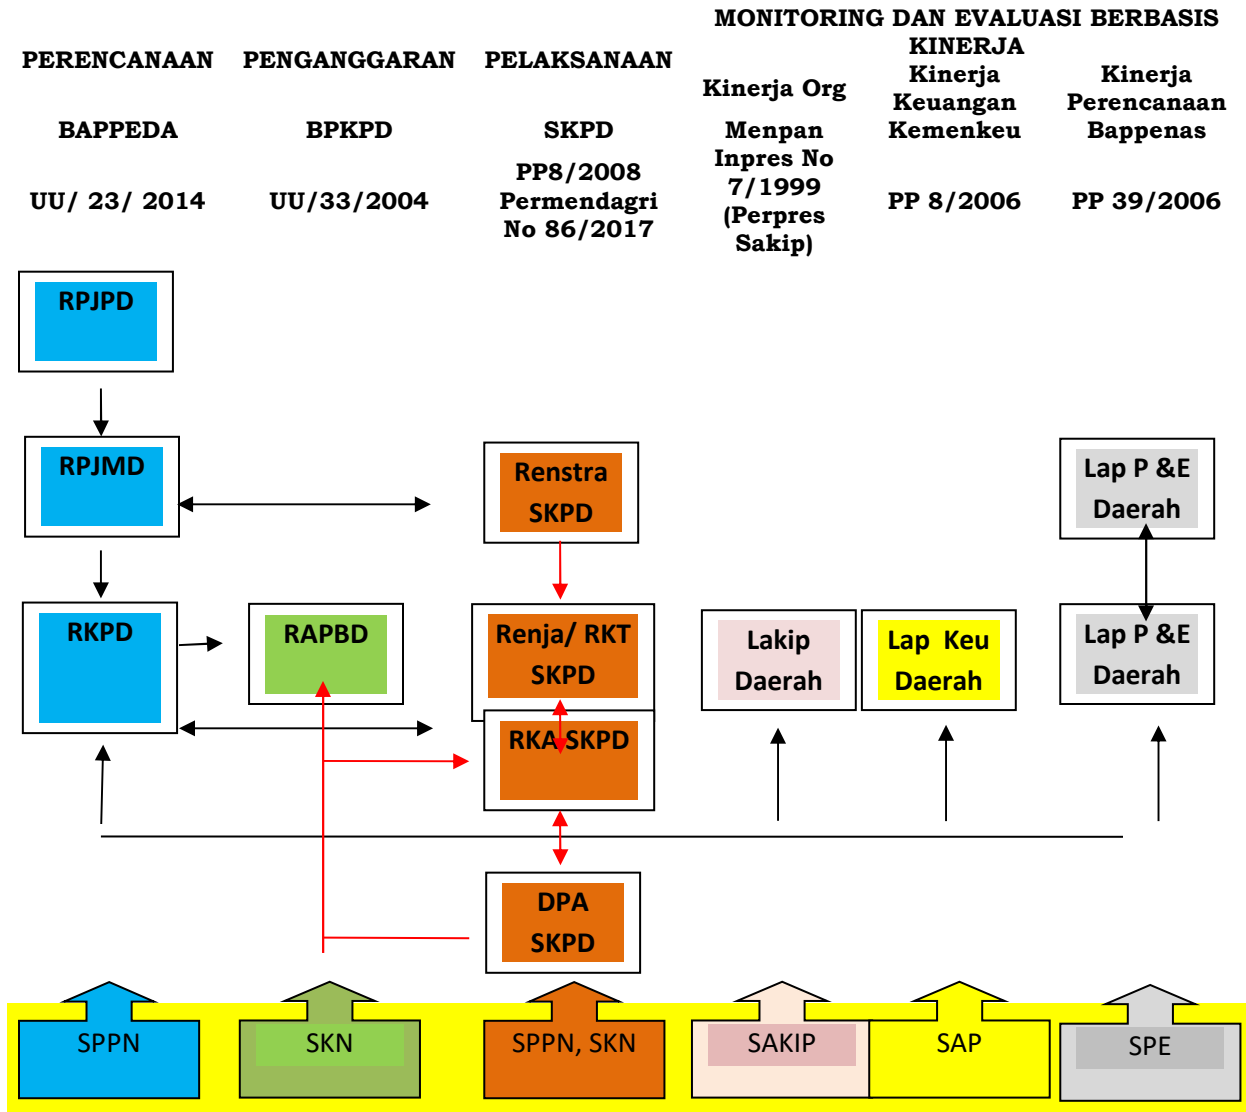 MONITORING DAN EVALUASI BERBASIS
KINERJA
PERENCANAAN
PENGANGGARAN
PELAKSANAAN
Kinerja Org
Kinerja
Keuangan
Kemenkeu
Kinerja
Perencanaan
Bappenas
BAPPEDA
BPKPD
SKPD
Menpan
Inpres No
7/1999
(Perpres
Sakip)
UU/ 23/ 2014
UU/33/2004
PP8/2008
Permendagri
No 86/2017
PP 8/2006
PP 39/2006
RPJPD
RPJMD
Renstra
SKPD
Lap P &E
Daerah
RKPD
RAPBD
Renja/ RKT
SKPD
Lakip
Daerah
Lap Keu
Daerah
Lap P &E
Daerah
RKA SKPD
DPA
SKPD
SPPN
SKN
SPPN, SKN
SAKIP
SAP
SPE